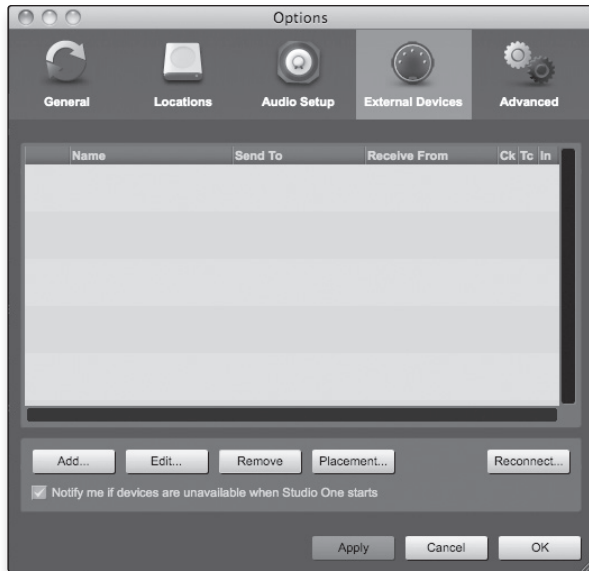 Options
General Locations Audio Setup External Devices Advanced
Name Send To Receive From Ck Tc In
Add... Edit... Remove Placement... Reconnect...
Notify me if devices are unavailable when Studio One starts
Apply Cancel OK